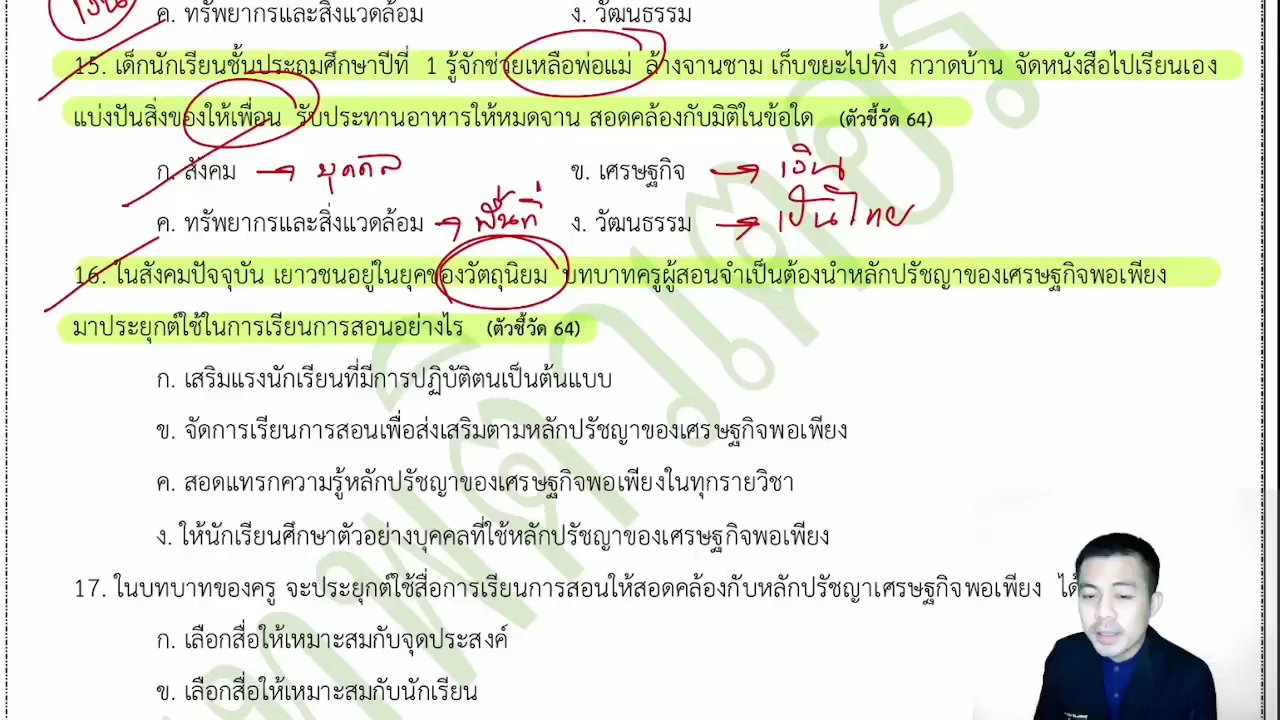 เงิน
ค. ทรัพยากรและสิ่งแวดล้อม ง. วัฒนธรรม
15. เด็กนักเรียนชั้นประถมศึกษาปีที่ 1 รู้จักช่วยเหลือพ่อแม่ ล้างจานชาม เก็บขยะไปทิ้ง กวาดบ้าน จัดหนังสือไปเรียนเอง
แบ่งปันสิ่งของให้เพื่อน รับประทานอาหารให้หมดจาน สอดคล้องกับมิติในข้อใด (ตัวชี้วัด 64)
ก. สังคม → บุคคล ข. เศรษฐกิจ → เงิน
ค. ทรัพยากรและสิ่งแวดล้อม → พื้นที่ ง. วัฒนธรรม → เป็นไทย
16. ในสังคมปัจจุบัน เยาวชนอยู่ในยุคของวัตถุนิยม บทบาทครูผู้สอนจำเป็นต้องนำหลักปรัชญาของเศรษฐกิจพอเพียง
มาประยุกต์ใช้ในการเรียนการสอนอย่างไร (ตัวชี้วัด 64)
ก. เสริมแรงนักเรียนที่มีการปฏิบัติตนเป็นต้นแบบ
ข. จัดการเรียนการสอนเพื่อส่งเสริมตามหลักปรัชญาของเศรษฐกิจพอเพียง
ค. สอดแทรกความรู้หลักปรัชญาของเศรษฐกิจพอเพียงในทุกรายวิชา
ง. ให้นักเรียนศึกษาตัวอย่างบุคคลที่ใช้หลักปรัชญาของเศรษฐกิจพอเพียง
17. ในบทบาทของครู จะประยุกต์ใช้สื่อการเรียนการสอนให้สอดคล้องกับหลักปรัชญาเศรษฐกิจพอเพียง ได้
ก. เลือกสื่อให้เหมาะสมกับจุดประสงค์
ข. เลือกสื่อให้เหมาะสมกับนักเรียน